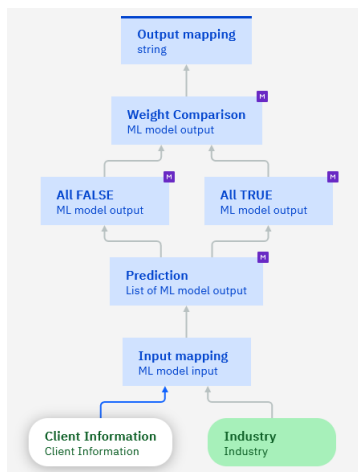 Output mapping
string
M
Weight Comparison
ML model output
M
All FALSE
ML model output
M
All TRUE
ML model output
M
Prediction
List of ML model output
Input mapping
ML model input
Client Information
Client Information
Industry
Industry